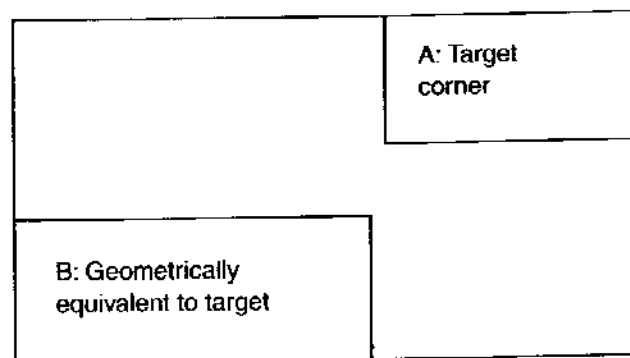 A: Target
corner
B: Geometrically
equivalent to target